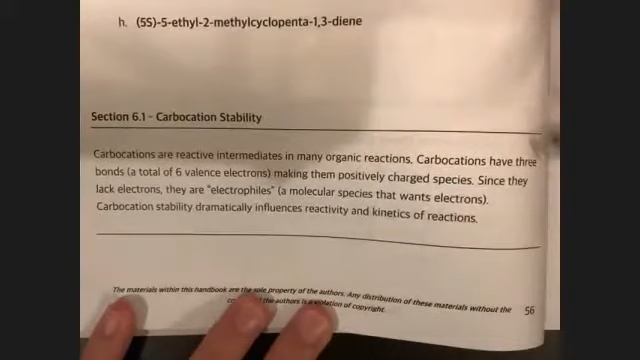 h. (5S)-5-ethyl-2-methylcyclopenta-1,3-diene
Section 6.1 - Carbocation Stability
Carbocations are reactive intermediates in many organic reactions. Carbocations have three
bonds (a total of 6 valence electrons) making them positively charged species. Since they
lack electrons, they are "electrophiles" (a molecular species that wants electrons).
Carbocation stability dramatically influences reactivity and kinetics of reactions.
The materials within this handbook are the sole property of the authors. Any distribution of these materials without the
the authors is a violation of copyright.
56